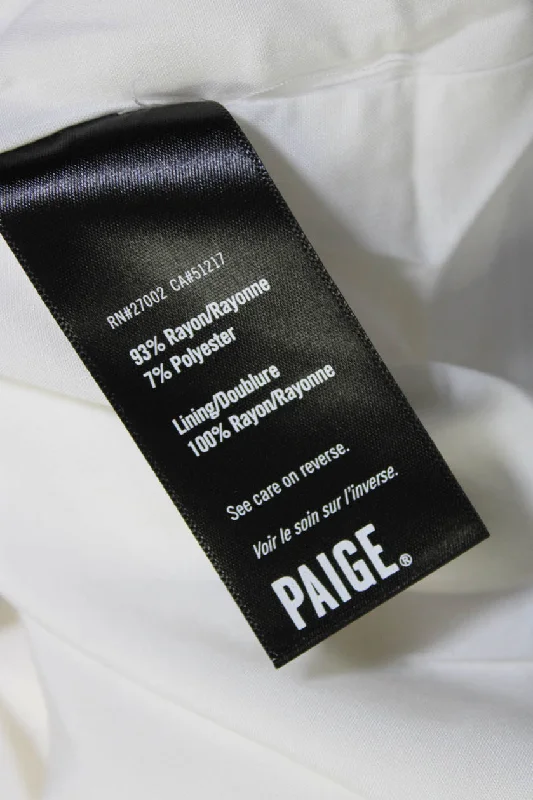 RN#27002 CA#51217
93% Rayon/Rayonne
7% Polyester
Lining/Doublure
100% Rayon/Rayonne
See care on reverse.
Voir le soin sur l'inverse.
PAIGE®